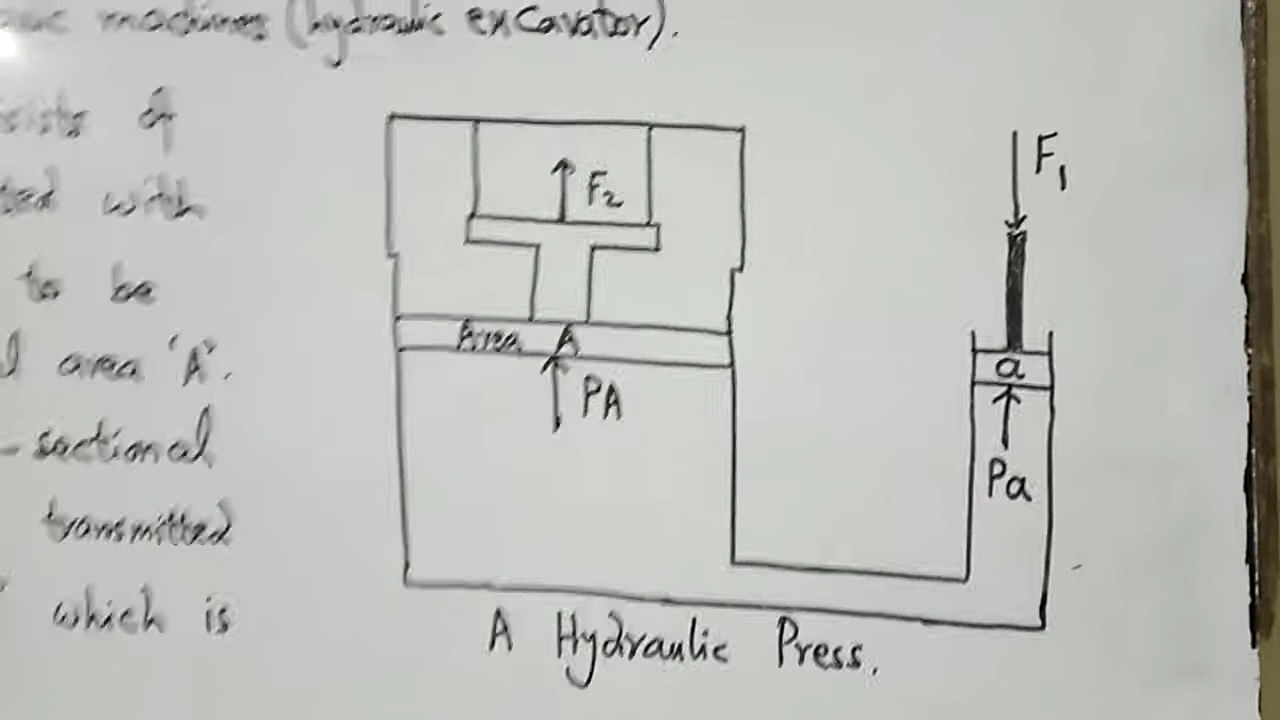 machines (hydraulic excavator).
of
with
to be
area 'A'.
-sectional
transmitted
which is
F₁
F₂
Area A
a
PA
Pa
A Hydraulic Press.